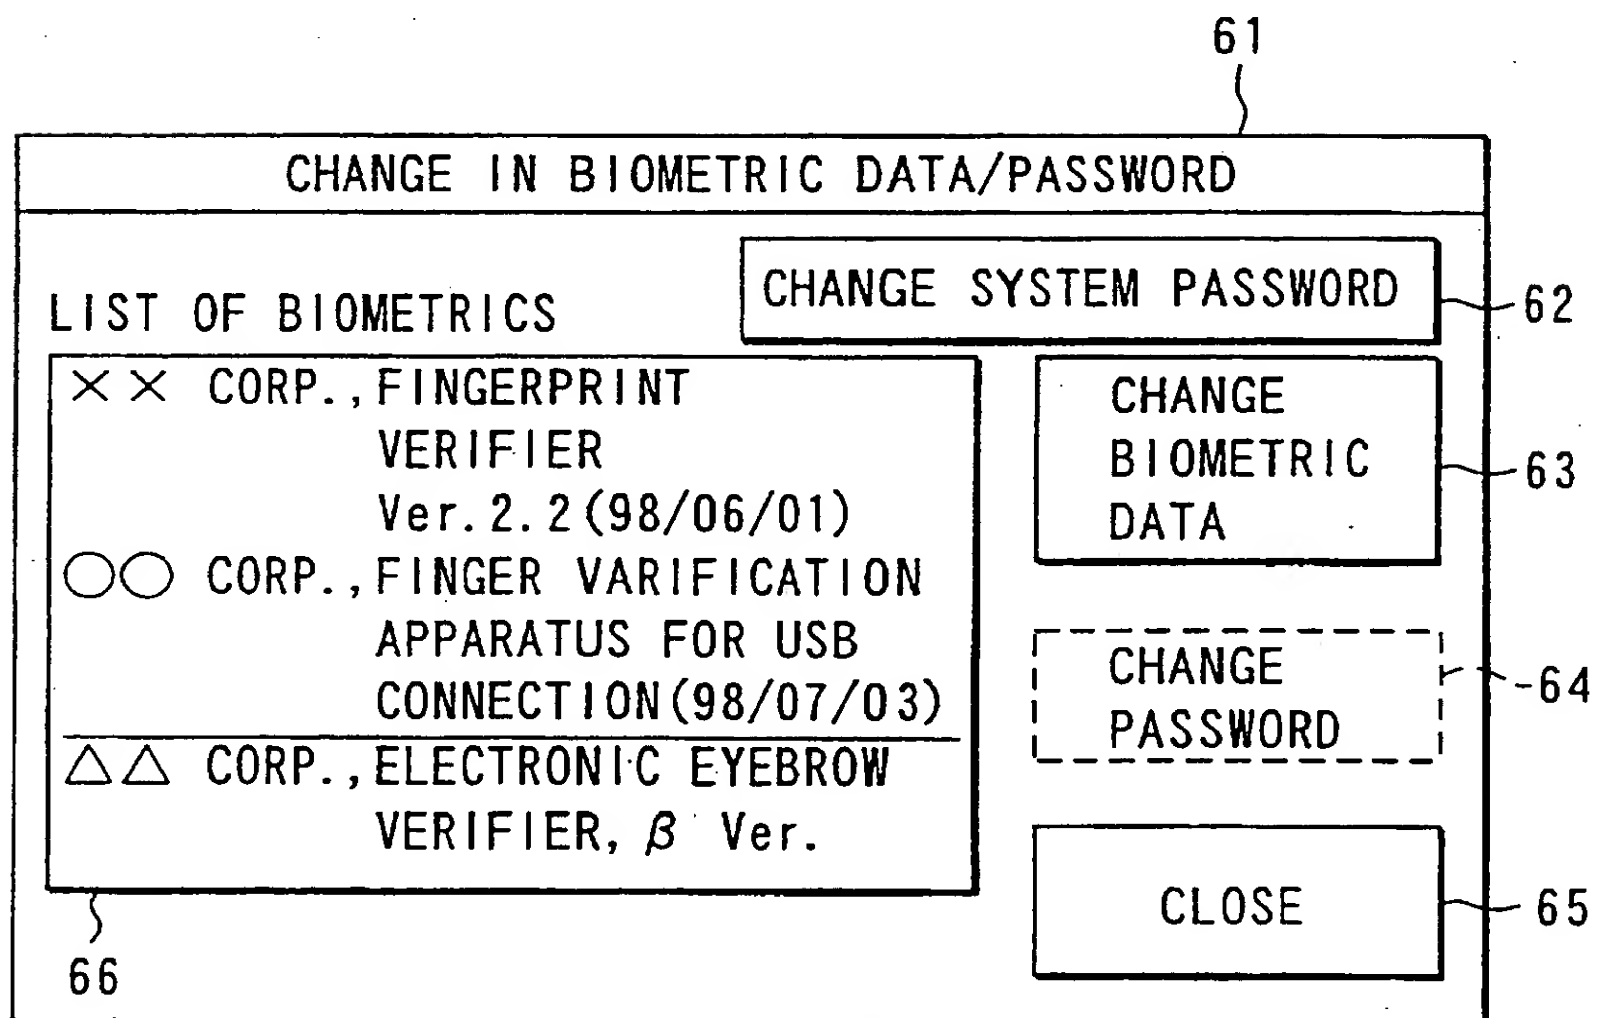 61
CHANGE IN BIOMETRIC DATA/PASSWORD
CHANGE SYSTEM PASSWORD
62
LIST OF BIOMETRICS
×× CORP., FINGERPRINT
VERIFIER
Ver.2.2(98/06/01)
○○ CORP., FINGER VARIFICATION
APPARATUS FOR USB
CONNECTION(98/07/03)
△△ CORP., ELECTRONIC EYEBROW
VERIFIER, β Ver.
66
CHANGE
BIOMETRIC
DATA
63
CHANGE
PASSWORD
64
CLOSE
65